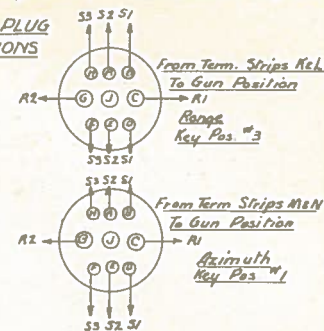 PLUG
IONS
S3 S2 S1
H A B
R2 G J C R1
F E D
S3 S2 S1
From Term. Strips K&L
To Gun Position
Range
Key Pos. #3
S3 S2 S1
H A B
R2 G J C R1
F E D
S3 S2 S1
From Term Strips M&N
To Gun Position
Azimuth
Key Pos #1